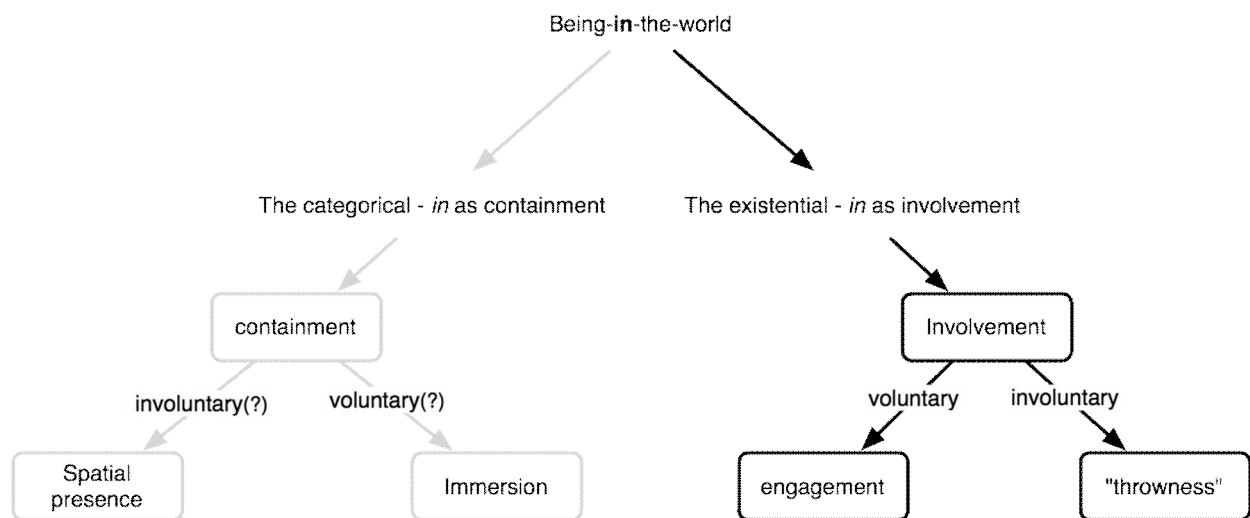 Being-in-the-world
The categorical - in as containment
The existential - in as involvement
containment
Involvement
involuntary(?)
voluntary(?)
voluntary
involuntary
Spatial
presence
Immersion
engagement
"throwness"